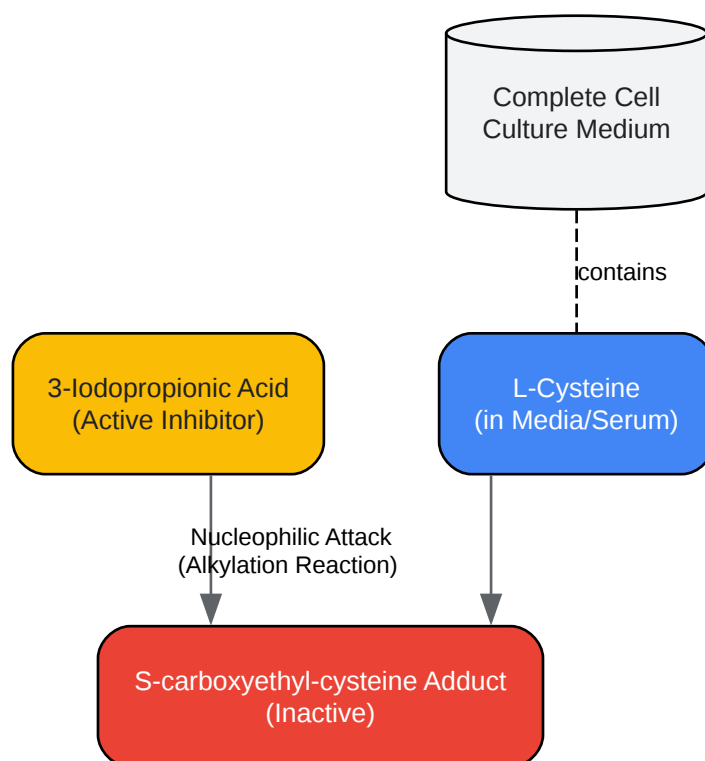 Complete Cell
Culture Medium
contains
3-Iodopropionic Acid
(Active Inhibitor)
L-Cysteine
(in Media/Serum)
Nucleophilic Attack
(Alkylation Reaction)
S-carboxyethyl-cysteine Adduct
(Inactive)